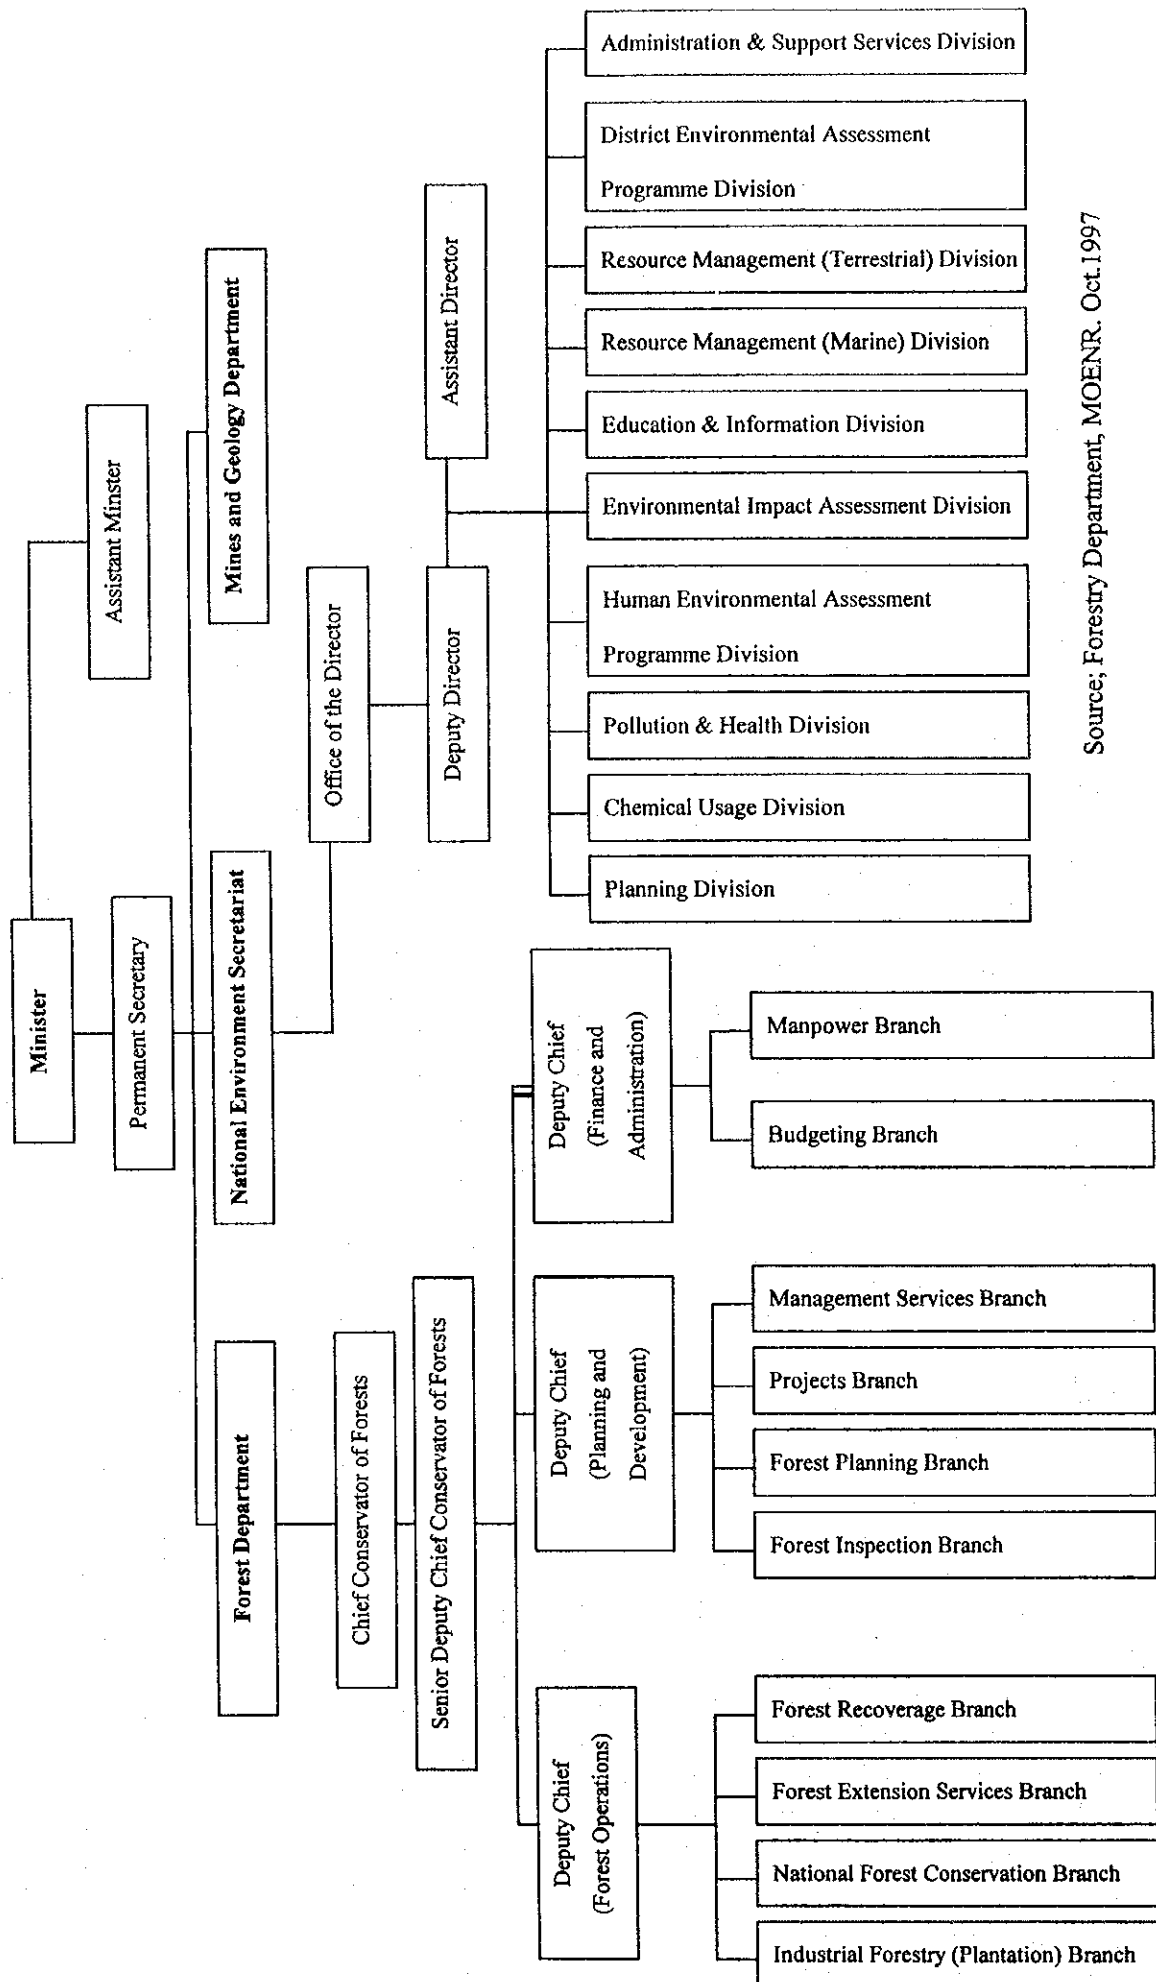 Minister
Assistant Minster
Permanent Secretary
Forest Department
National Environment Secretariat
Mines and Geology Department
Chief Conservator of Forests
Office of the Director
Senior Deputy Chief Conservator of Forests
Deputy Director
Assistant Director
Deputy Chief
(Forest Operations)
Deputy Chief
(Planning and
Development)
Deputy Chief
(Finance and
Administration)
Industrial Forestry (Plantation) Branch
National Forest Conservation Branch
Forest Extension Services Branch
Forest Recoverage Branch
Forest Inspection Branch
Forest Planning Branch
Projects Branch
Management Services Branch
Budgeting Branch
Manpower Branch
Planning Division
Chemical Usage Division
Pollution & Health Division
Human Environmental Assessment
Programme Division
Environmental Impact Assessment Division
Education & Information Division
Resource Management (Marine) Division
Resource Management (Terrestrial) Division
District Environmental Assessment
Programme Division
Administration & Support Services Division
Source; Forestry Department, MOENR. Oct.1997